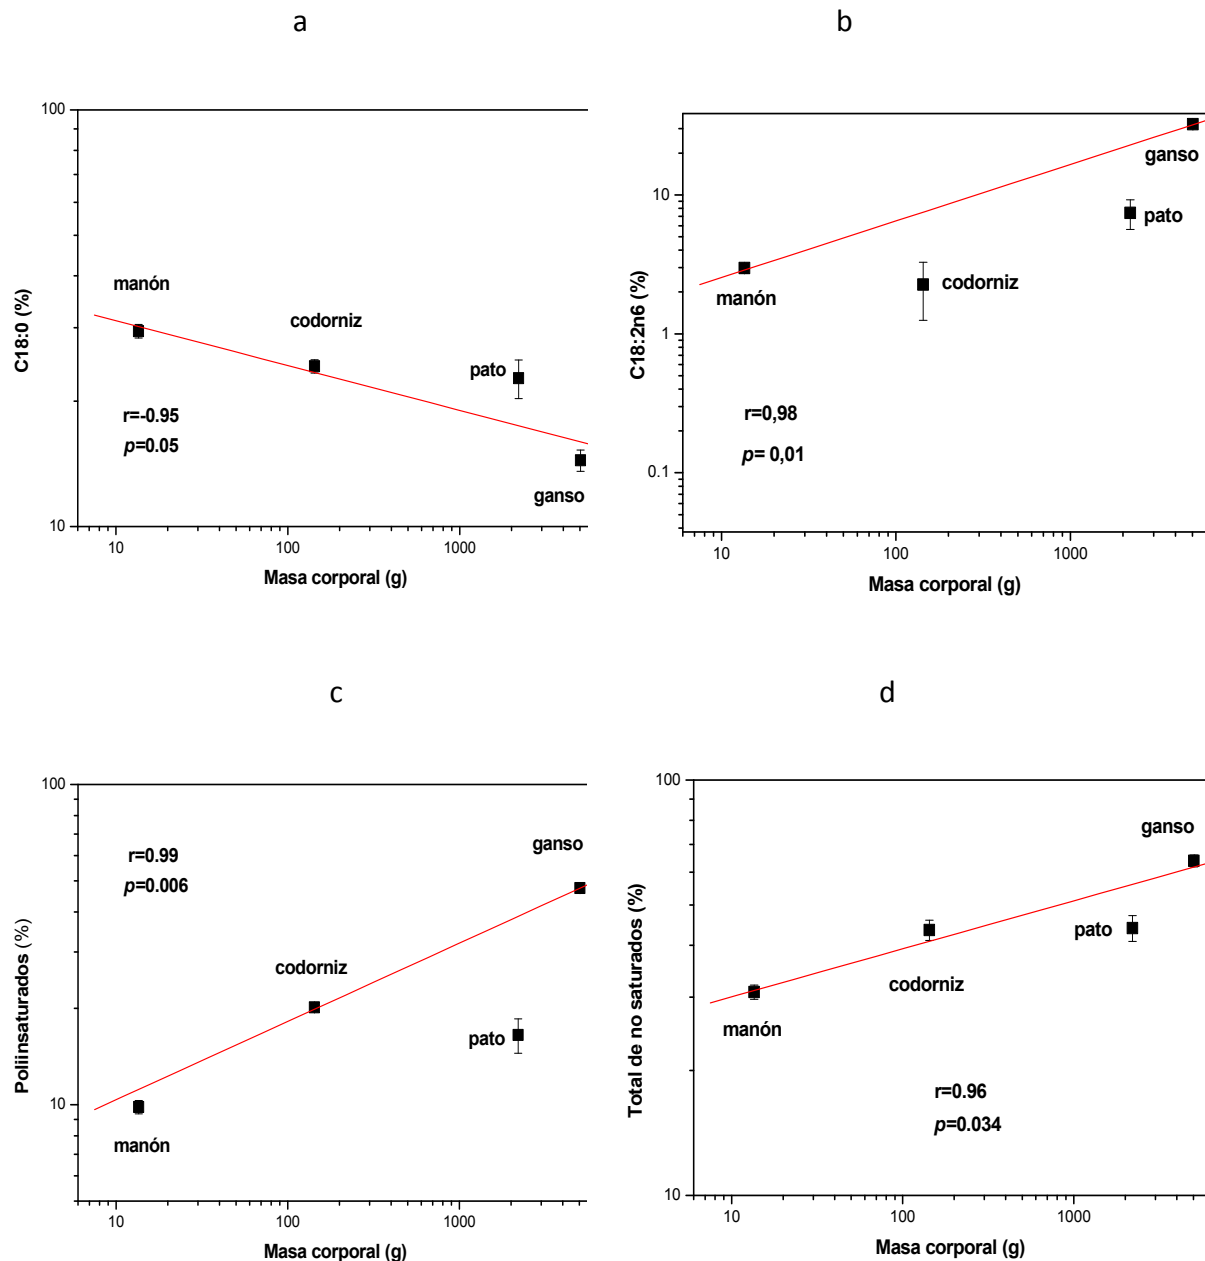 a
100
C18:0 (%)
manón
codorniz
pato
r=-0.95
p=0.05
ganso
10
10
100
1000
Masa corporal (g)
b
10
C18:2n6 (%)
ganso
pato
manón
codorniz
1
r=0,98
p= 0,01
0.1
10
100
1000
Masa corporal (g)
c
100
Poliinsaturados (%)
r=0.99
p=0.006
ganso
codorniz
pato
10
manón
10
100
1000
Masa corporal (g)
d
100
Total de no saturados (%)
ganso
pato
codorniz
manón
r=0.96
p=0.034
10
10
100
1000
Masa corporal (g)